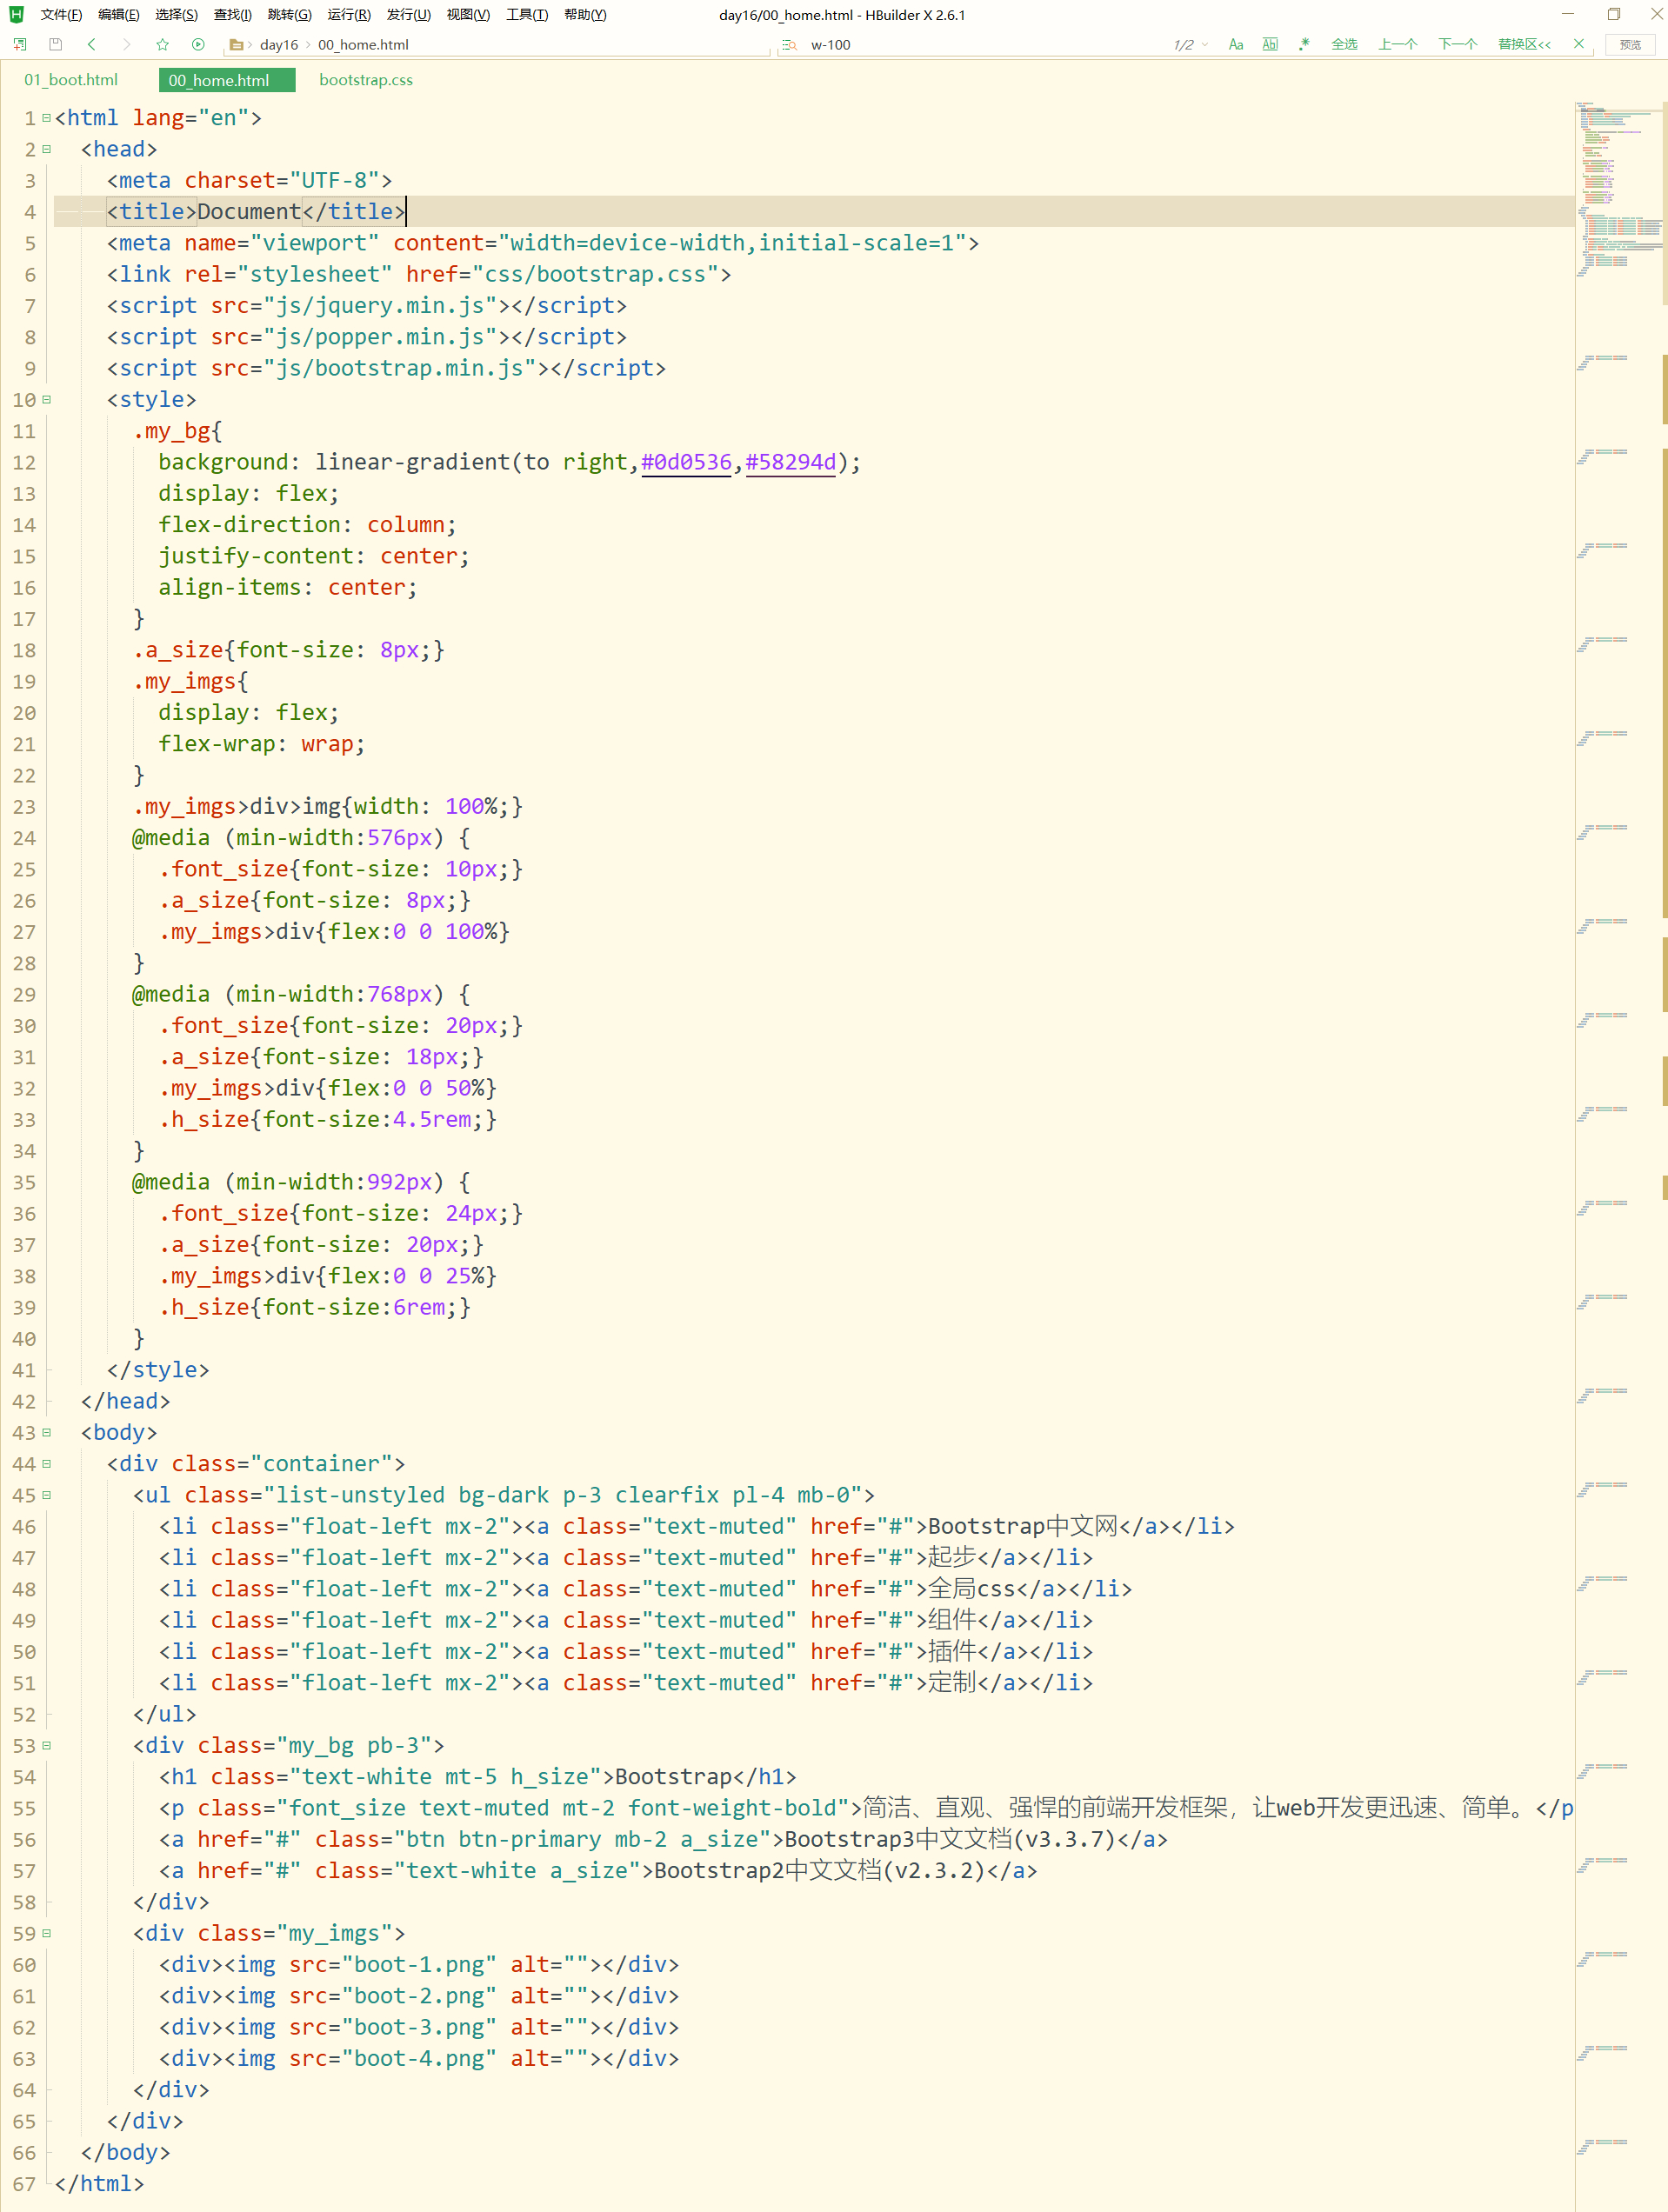 文件(F) 编辑(E) 选择(S) 查找(I) 跳转(G) 运行(R) 发行(U) 视图(V) 工具(T) 帮助(Y) day16/00_home.html - HBuilder X 2.6.1
day16 00_home.html w-100 1/2 Aa Ab .* 全选 上一个 下一个 替换区<< 预览
01_boot.html 00_home.html bootstrap.css
1 <html lang="en">
2 <head>
3 <meta charset="UTF-8">
4 <title>Document</title>
5 <meta name="viewport" content="width=device-width,initial-scale=1">
6 <link rel="stylesheet" href="css/bootstrap.css">
7 <script src="js/jquery.min.js"></script>
8 <script src="js/popper.min.js"></script>
9 <script src="js/bootstrap.min.js"></script>
10 <style>
11 .my_bg{
12 background: linear-gradient(to right,#0d0536,#58294d);
13 display: flex;
14 flex-direction: column;
15 justify-content: center;
16 align-items: center;
17 }
18 .a_size{font-size: 8px;}
19 .my_imgs{
20 display: flex;
21 flex-wrap: wrap;
22 }
23 .my_imgs>div>img{width: 100%;}
24 @media (min-width:576px) {
25 .font_size{font-size: 10px;}
26 .a_size{font-size: 8px;}
27 .my_imgs>div{flex:0 0 100%}
28 }
29 @media (min-width:768px) {
30 .font_size{font-size: 20px;}
31 .a_size{font-size: 18px;}
32 .my_imgs>div{flex:0 0 50%}
33 .h_size{font-size:4.5rem;}
34 }
35 @media (min-width:992px) {
36 .font_size{font-size: 24px;}
37 .a_size{font-size: 20px;}
38 .my_imgs>div{flex:0 0 25%}
39 .h_size{font-size:6rem;}
40 }
41 </style>
42 </head>
43 <body>
44 <div class="container">
45 <ul class="list-unstyled bg-dark p-3 clearfix pl-4 mb-0">
46 <li class="float-left mx-2"><a class="text-muted" href="#">Bootstrap中文网</a></li>
47 <li class="float-left mx-2"><a class="text-muted" href="#">起步</a></li>
48 <li class="float-left mx-2"><a class="text-muted" href="#">全局css</a></li>
49 <li class="float-left mx-2"><a class="text-muted" href="#">组件</a></li>
50 <li class="float-left mx-2"><a class="text-muted" href="#">插件</a></li>
51 <li class="float-left mx-2"><a class="text-muted" href="#">定制</a></li>
52 </ul>
53 <div class="my_bg pb-3">
54 <h1 class="text-white mt-5 h_size">Bootstrap</h1>
55 <p class="font_size text-muted mt-2 font-weight-bold">简洁、直观、强悍的前端开发框架，让web开发更迅速、简单。</p
56 <a href="#" class="btn btn-primary mb-2 a_size">Bootstrap3中文文档(v3.3.7)</a>
57 <a href="#" class="text-white a_size">Bootstrap2中文文档(v2.3.2)</a>
58 </div>
59 <div class="my_imgs">
60 <div><img src="boot-1.png" alt=""></div>
61 <div><img src="boot-2.png" alt=""></div>
62 <div><img src="boot-3.png" alt=""></div>
63 <div><img src="boot-4.png" alt=""></div>
64 </div>
65 </div>
66 </body>
67 </html>